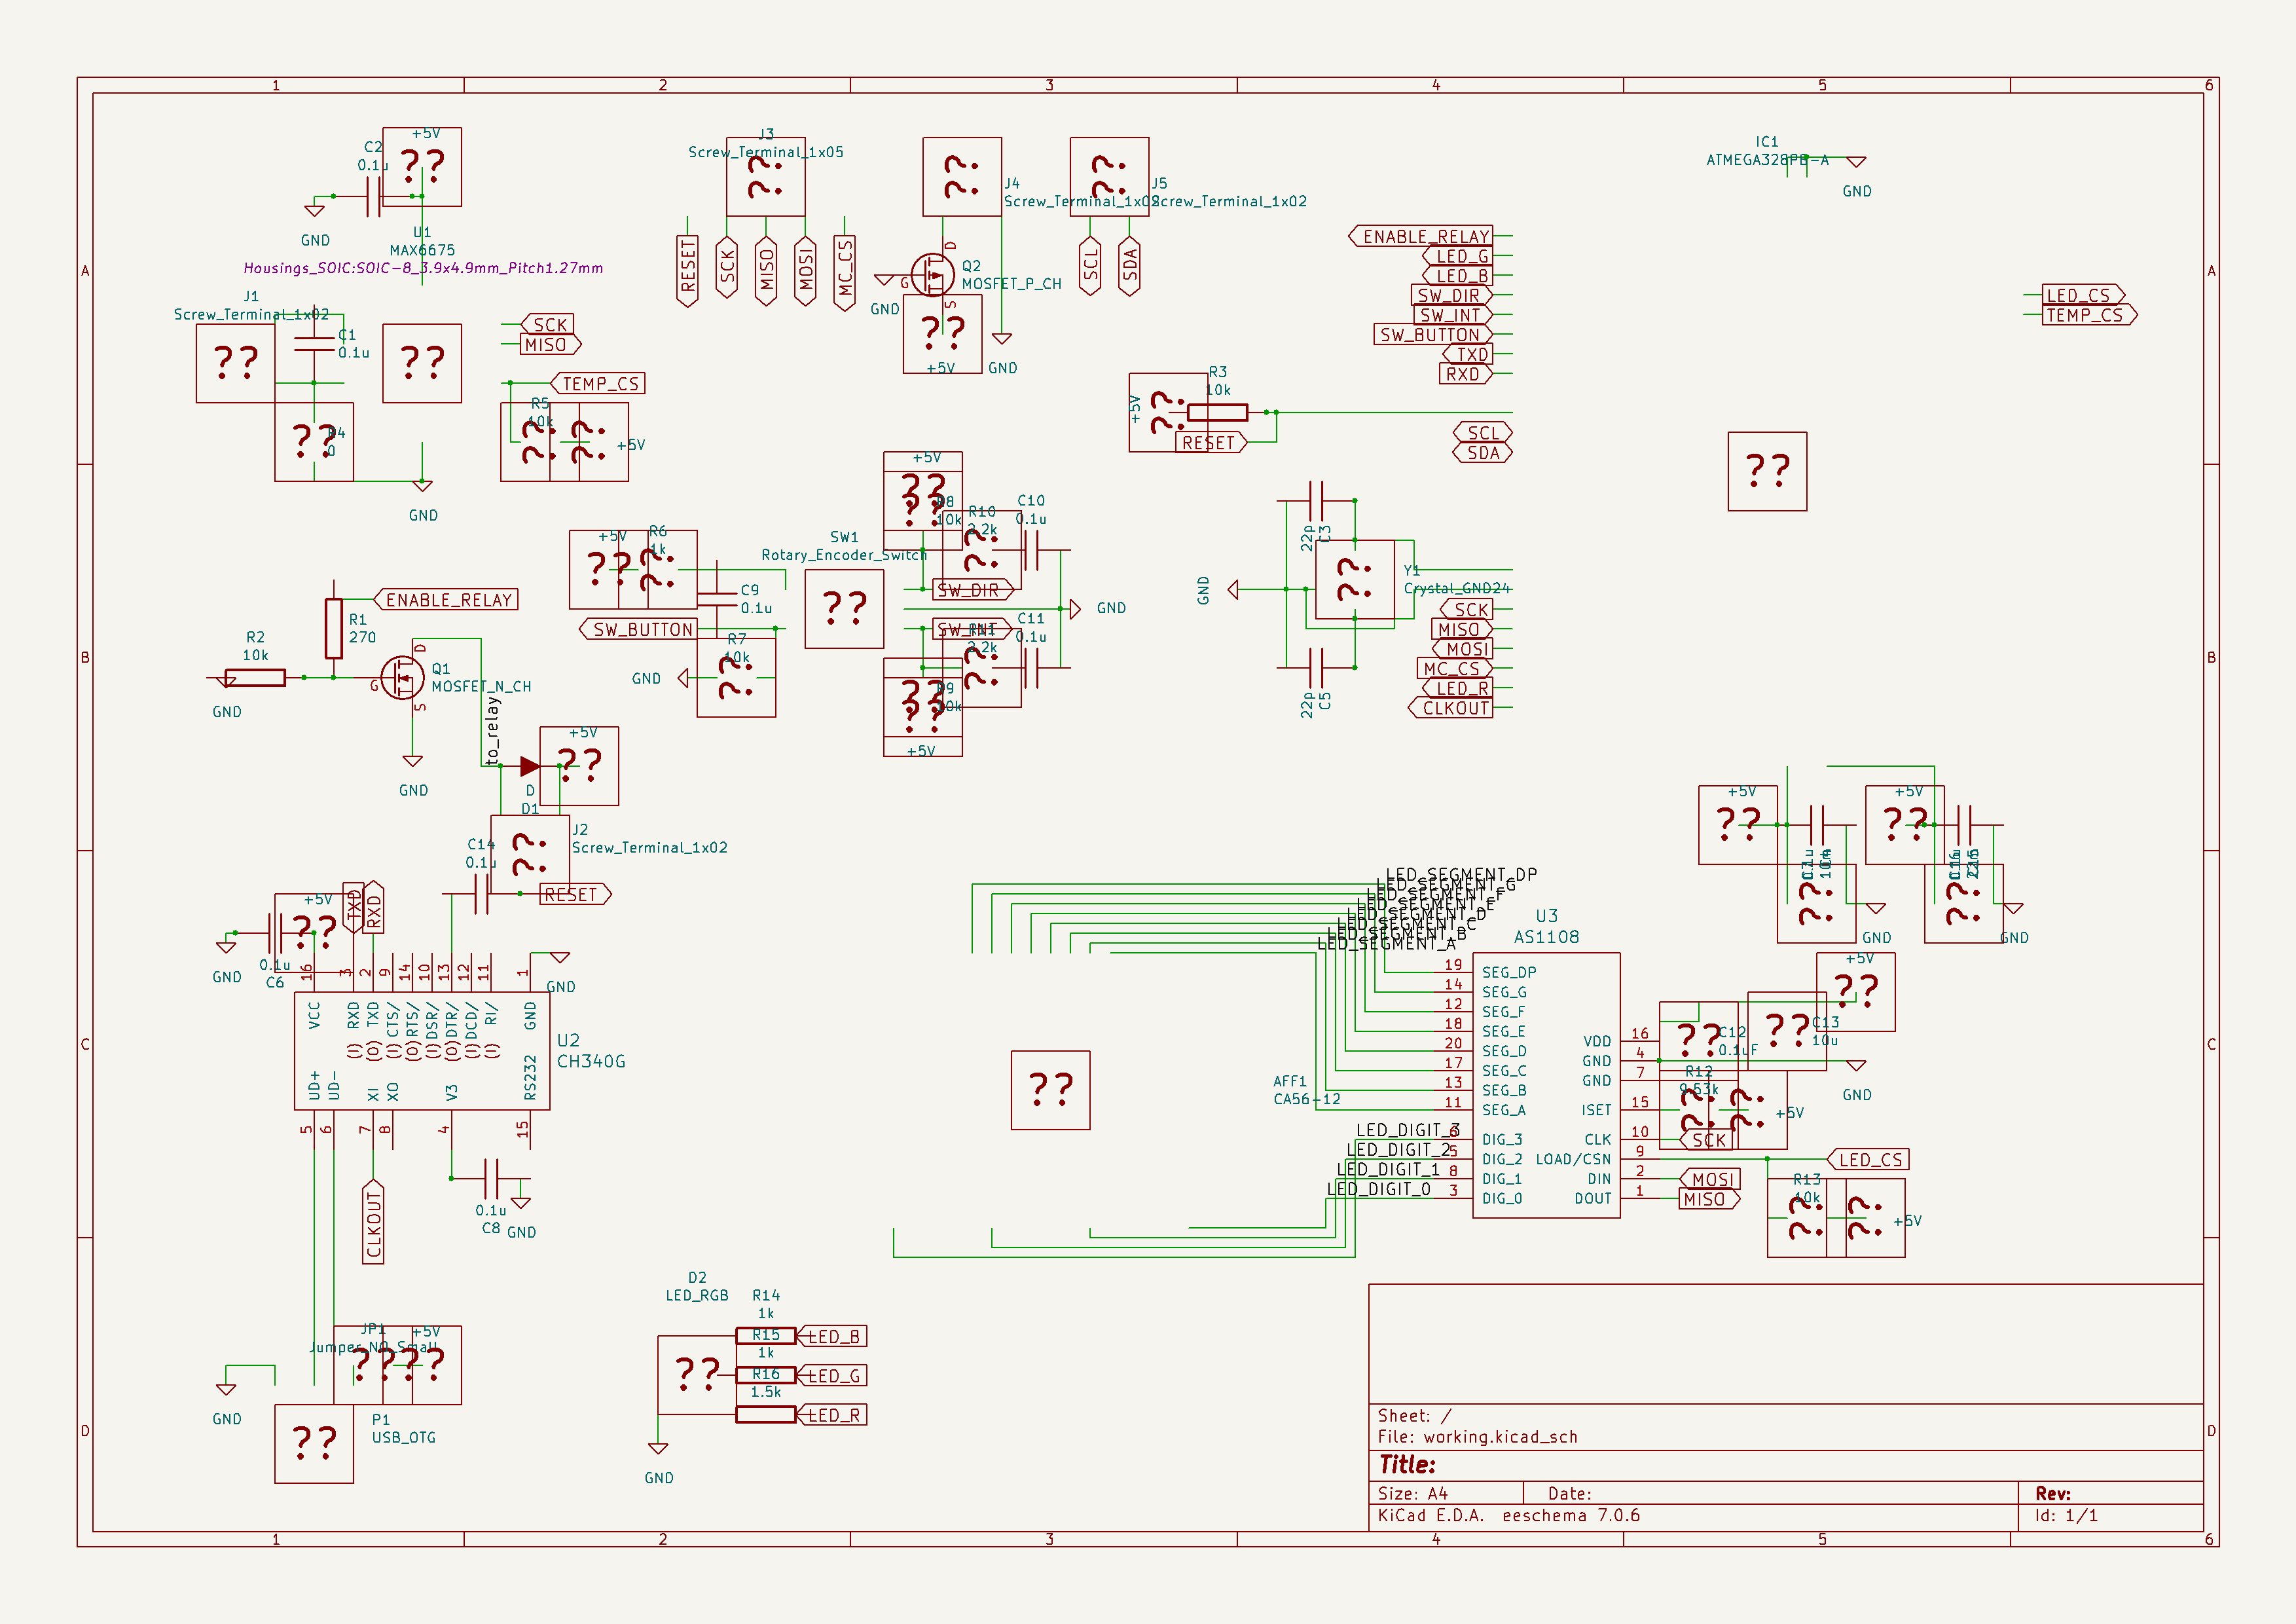 1 2 3 4 5 6
A
B
C
D
C2
0.1u
+5V
??
GND
U1
MAX6675
Housings_SOIC:SOIC-8_3.9x4.9mm_Pitch1.27mm
J1
Screw_Terminal_1x02
C1
0.1u
??
??
SCK
MISO
TEMP_CS
R5
10k
??
??
+5V
??
R4
0
GND
J3
Screw_Terminal_1x05
??
RESET
SCK
MISO
MOSI
MC_CS
??
J4
Screw_Terminal_1x02
Q2
MOSFET_P_CH
D
G
S
GND
??
+5V
GND
??
J5
Screw_Terminal_1x02
SCL
SDA
IC1
ATMEGA328PB-A
GND
ENABLE_RELAY
LED_G
LED_B
SW_DIR
SW_INT
SW_BUTTON
TXD
RXD
LED_CS
TEMP_CS
R3
10k
+5V
??
RESET
SCL
SDA
??
+5V
??
??
R8
10k
R10
2.2k
??
C10
0.1u
SW1
Rotary_Encoder_Switch
??
SW_DIR
GND
SW_INT
R11
2.2k
??
C11
0.1u
??
??
R9
10k
+5V
+5V
R6
1k
??
??
C9
0.1u
SW_BUTTON
R7
10k
??
GND
22p
C3
GND
??
Y1
Crystal_GND24
22p
C5
SCK
MISO
MOSI
MC_CS
LED_R
CLKOUT
ENABLE_RELAY
R1
270
R2
10k
GND
Q1
MOSFET_N_CH
D
G
S
GND
to_relay
+5V
??
D
D1
??
J2
Screw_Terminal_1x02
C14
0.1u
RESET
+5V
??
TXD
RXD
GND
0.1u
C6
GND
16 3 2 9 14 10 13 12 11 1
VCC
RXD
TXD
CTS/
RTS/
DSR/
DTR/
DCD/
RI/
GND
(I) (O) (I) (O) (I) (O) (I) (I)
UD+
UD-
XI
XO
V3
RS232
U2
CH340G
5 6 7 8 4 15
CLKOUT
0.1u
C8
GND
JP1
Jumper_NO_Small
+5V
??
??
GND
??
P1
USB_OTG
D2
LED_RGB
??
R14
1k
LED_B
R15
1k
LED_G
R16
1.5k
LED_R
GND
??
AFF1
CA56-12
LED_SEGMENT_DP
LED_SEGMENT_G
LED_SEGMENT_F
LED_SEGMENT_E
LED_SEGMENT_D
LED_SEGMENT_C
LED_SEGMENT_B
LED_SEGMENT_A
LED_DIGIT_3
LED_DIGIT_2
LED_DIGIT_1
LED_DIGIT_0
U3
AS1108
19 SEG_DP
14 SEG_G
12 SEG_F
18 SEG_E
20 SEG_D
17 SEG_C
13 SEG_B
11 SEG_A
6 DIG_3
5 DIG_2
8 DIG_1
3 DIG_0
VDD 16
GND 4
GND 7
ISET 15
CLK 10
LOAD/CSN 9
DIN 2
DOUT 1
+5V
??
??
GND
+5V
??
??
GND
+5V
??
??
C12
0.1uF
??
C13
10u
GND
R12
9.53k
??
??
+5V
SCK
LED_CS
MOSI
MISO
R13
10k
??
??
+5V
Sheet: /
File: working.kicad_sch
Title:
Size: A4
Date:
Rev:
KiCad E.D.A. eeschema 7.0.6
Id: 1/1
1 2 3 4 5 6
A
B
C
D